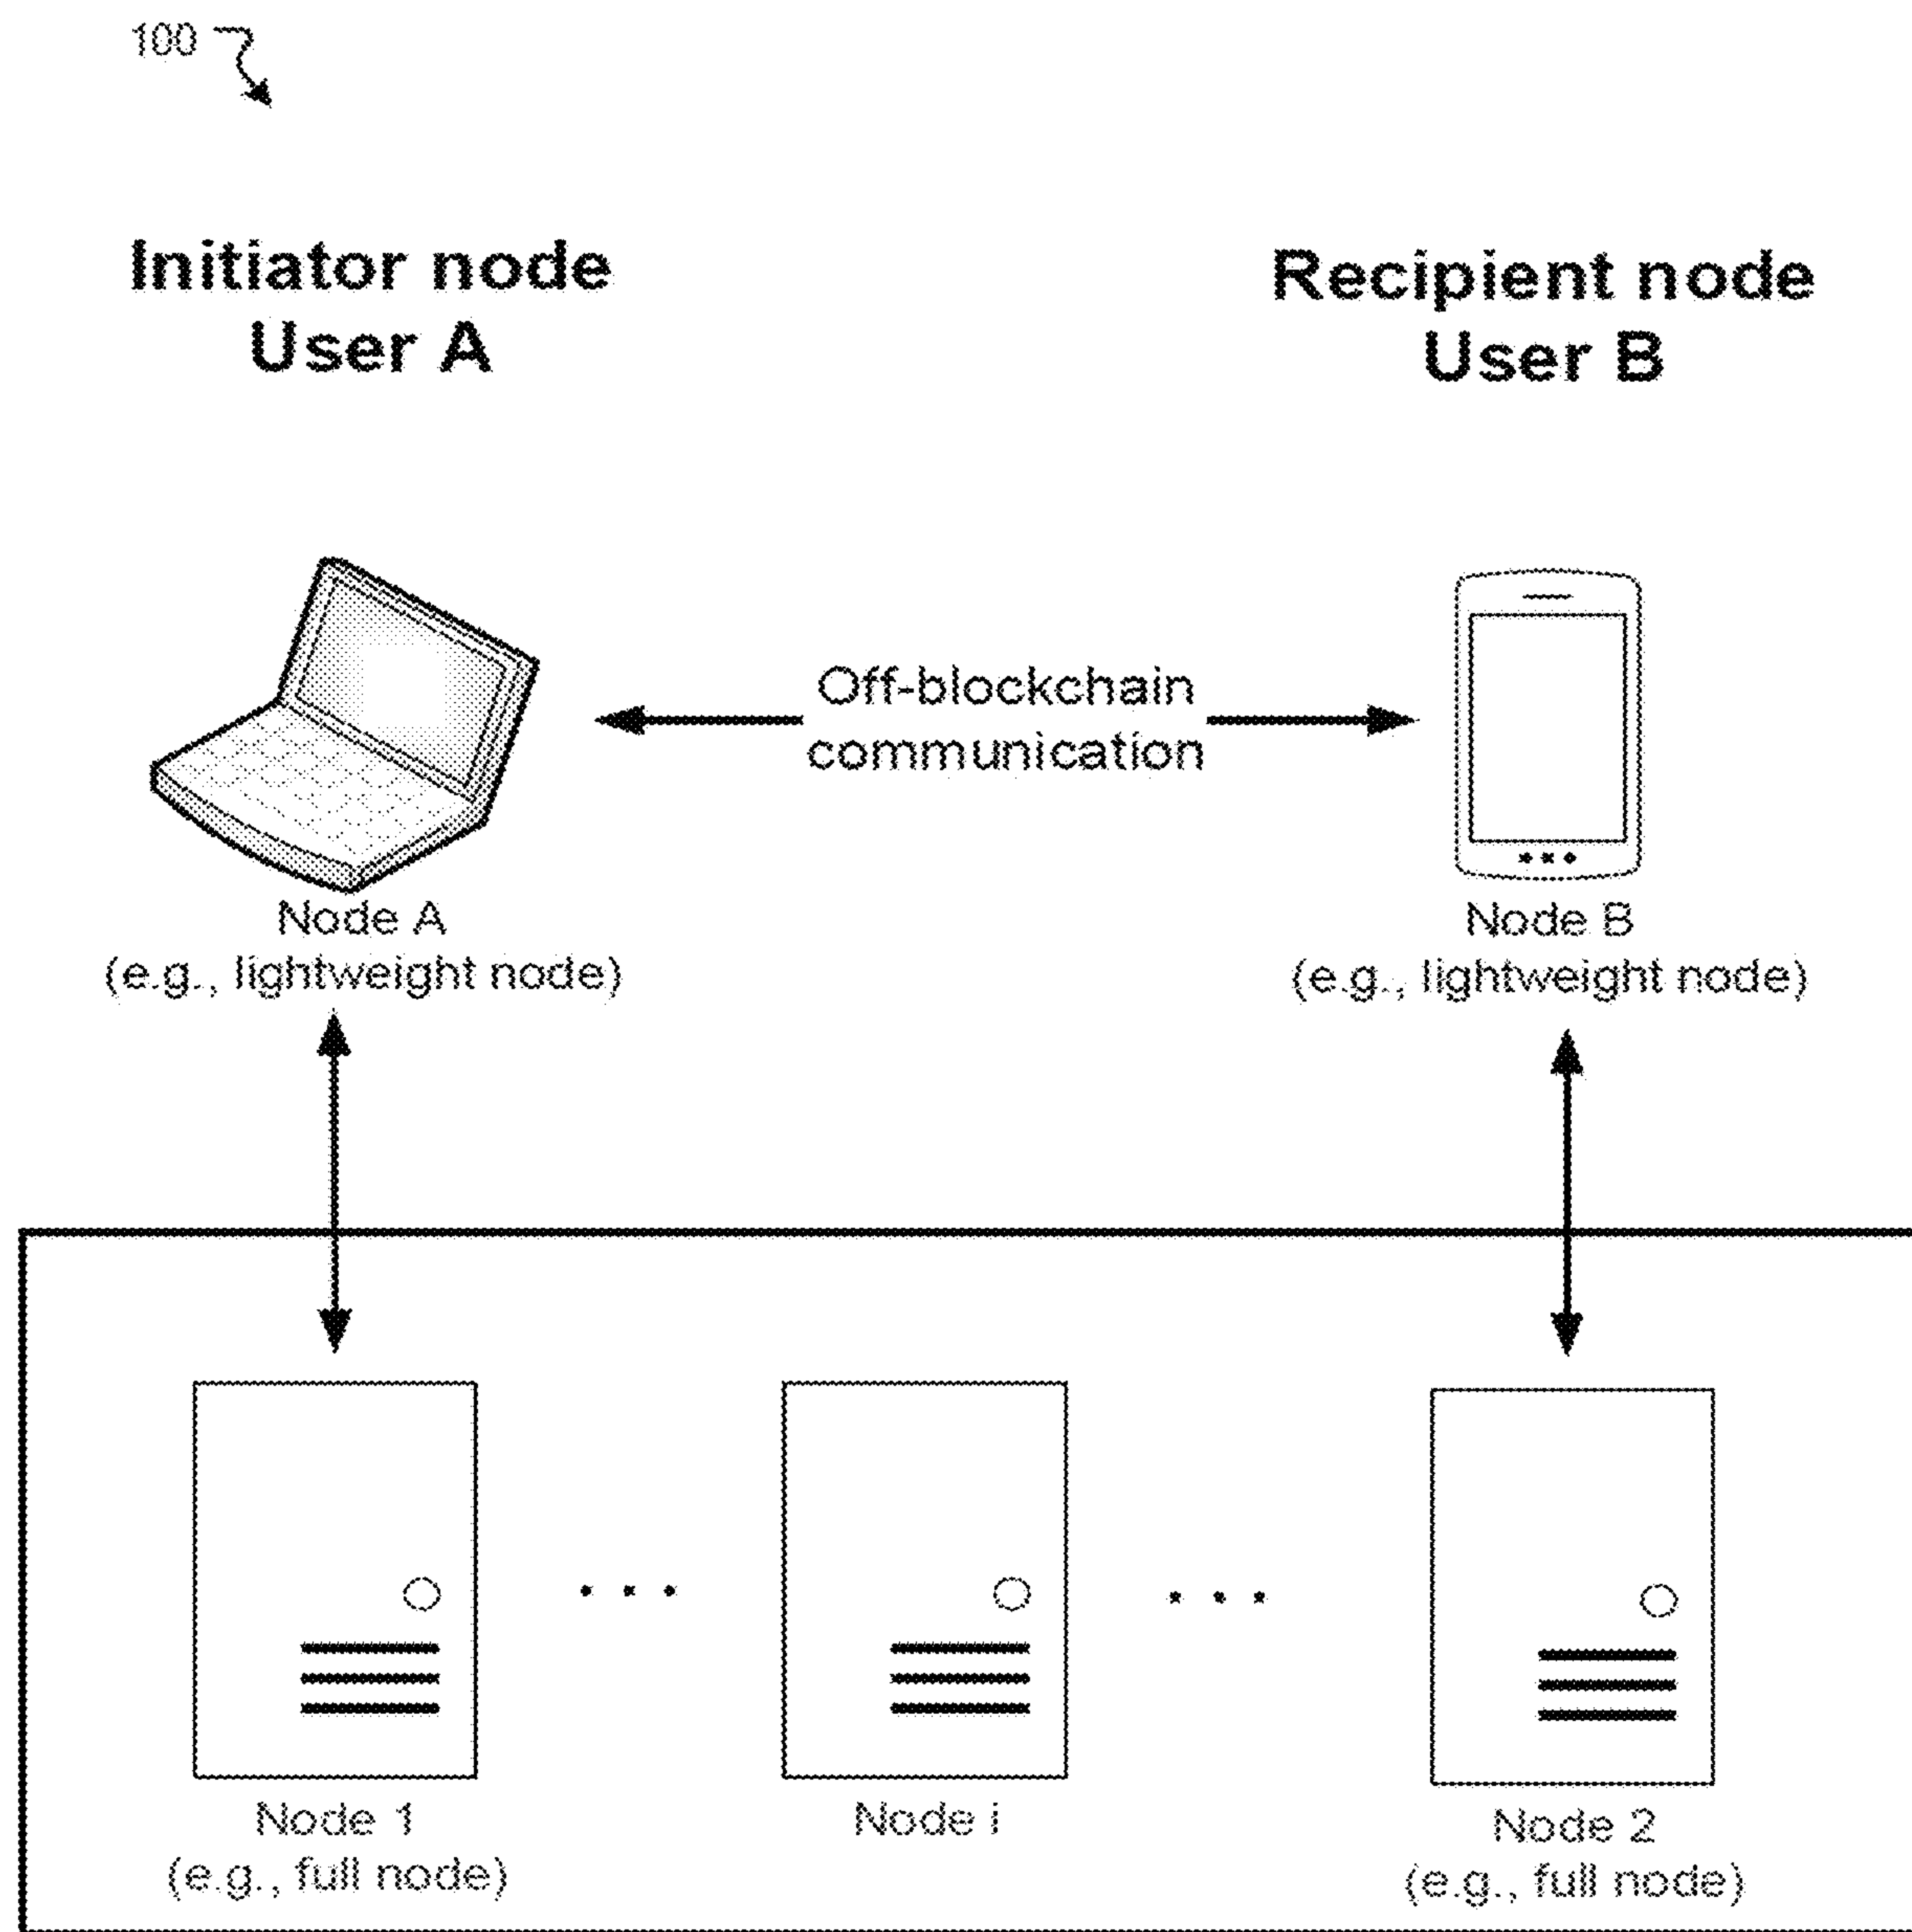 100
Initiator node
User A
Recipient node
User B
Off-blockchain
communication
Node A
(e.g., lightweight node)
Node B
(e.g., lightweight node)
Node 1
(e.g., full node)
Node i
Node 2
(e.g., full node)